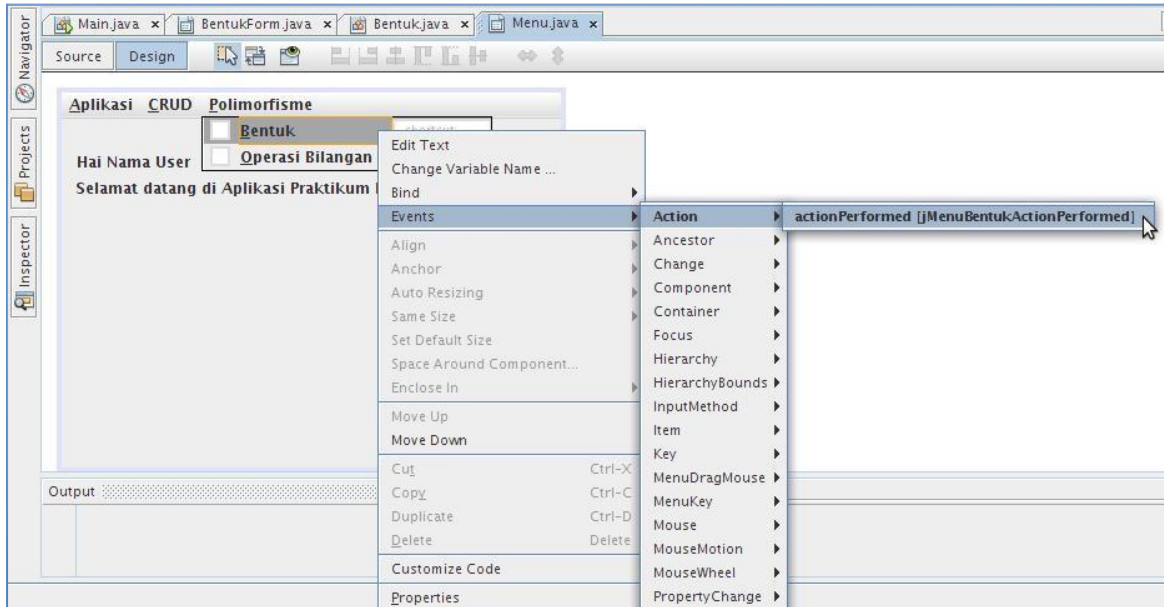 Navigator
Projects
Inspector
Main.java x BentukForm.java x Bentuk.java x Menu.java x
Source Design
Aplikasi CRUD Polimorfisme
Bentuk shortcut
Operasi Bilangan
Hai Nama User
Selamat datang di Aplikasi Praktikum
Edit Text
Change Variable Name ...
Bind
Events
Align
Anchor
Auto Resizing
Same Size
Set Default Size
Space Around Component...
Enclose In
Move Up
Move Down
Cut Ctrl-X
Copy Ctrl-C
Duplicate Ctrl-D
Delete Delete
Customize Code
Properties
Action
Ancestor
Change
Component
Container
Focus
Hierarchy
HierarchyBounds
InputMethod
Item
Key
MenuDragMouse
MenuKey
Mouse
MouseMotion
MouseWheel
PropertyChange
actionPerformed [jMenuBentukActionPerformed]
Output